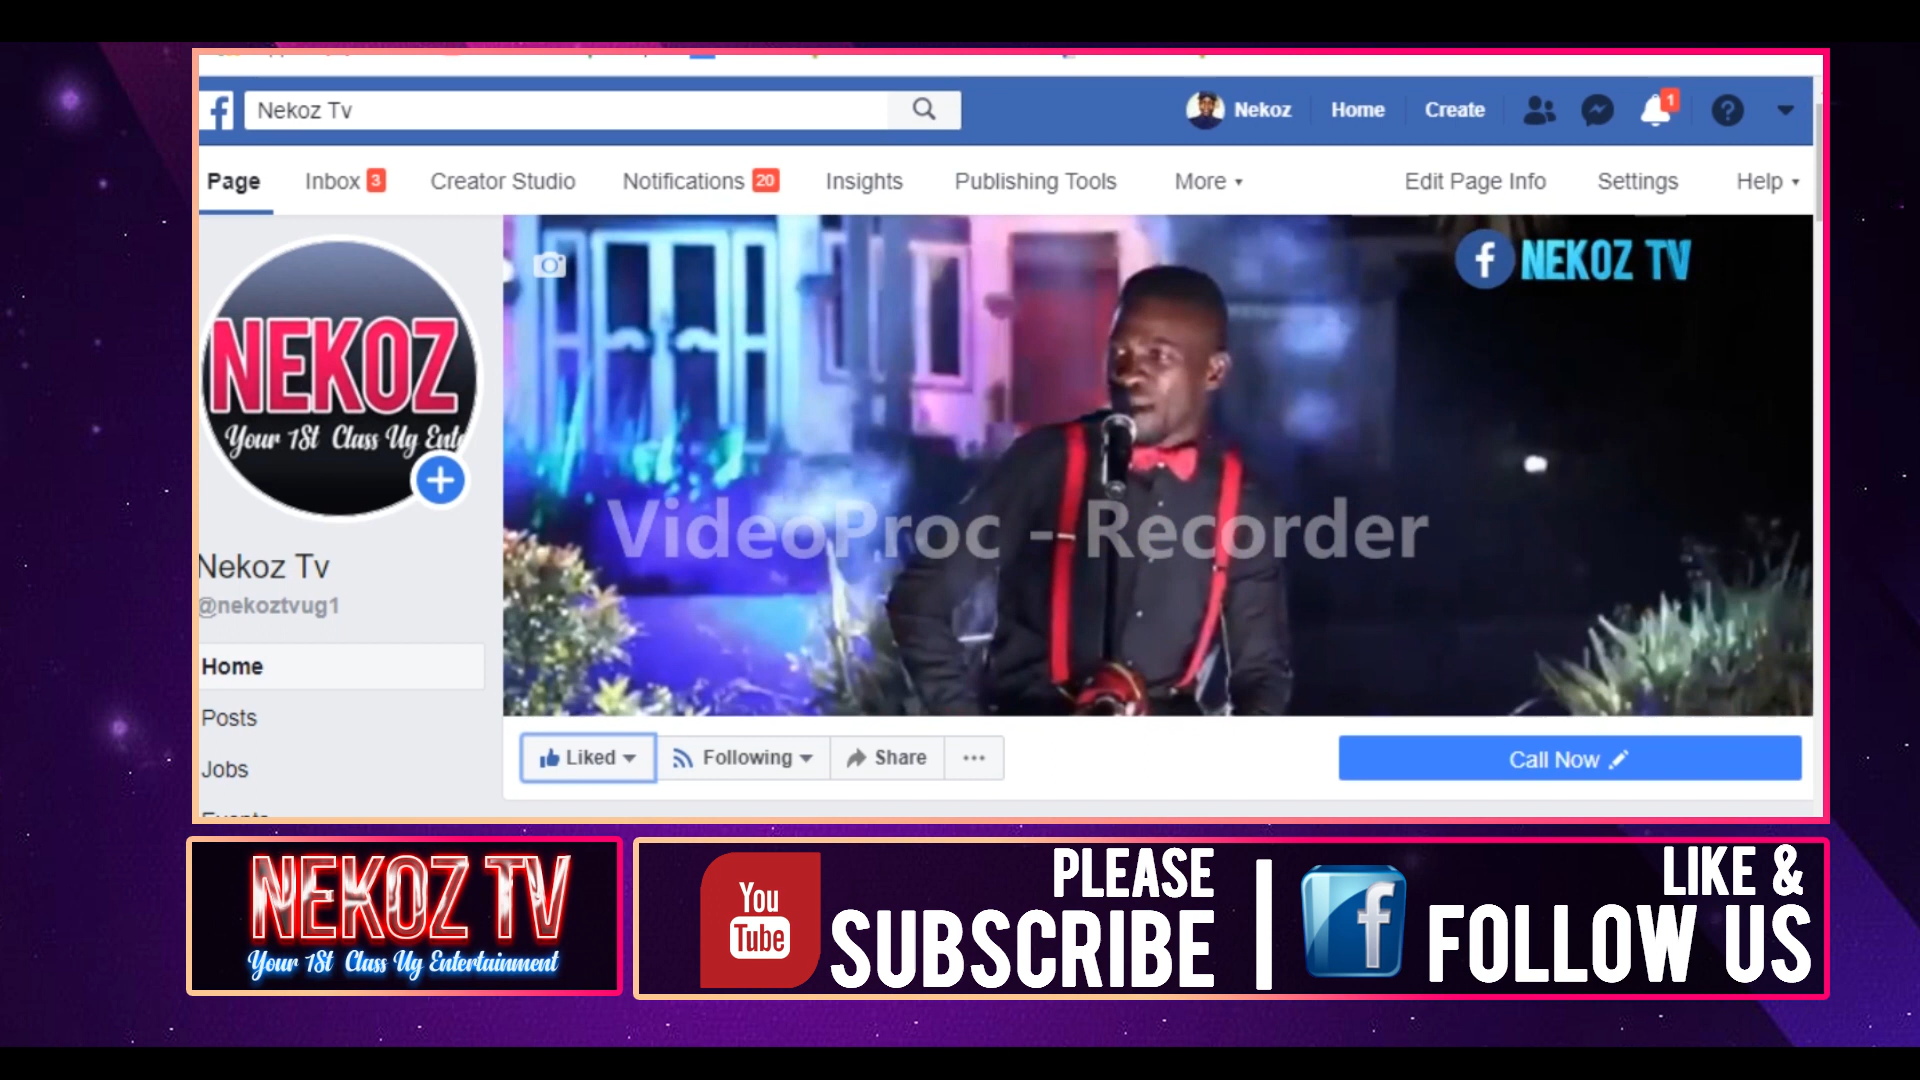 Nekoz Tv
Nekoz
Home
Create
1
Page
Inbox 3
Creator Studio
Notifications 20
Insights
Publishing Tools
More
Edit Page Info
Settings
Help
NEKOZ
Your 1St Class Ug
NEKOZ TV
VideoProc - Recorder
Nekoz Tv
@nekoztvug1
Home
Posts
Jobs
Liked
Following
Share
Call Now
NEKOZ TV
Your 1St Class Ug Entertainment
You
Tube
PLEASE
SUBSCRIBE
LIKE &
FOLLOW US